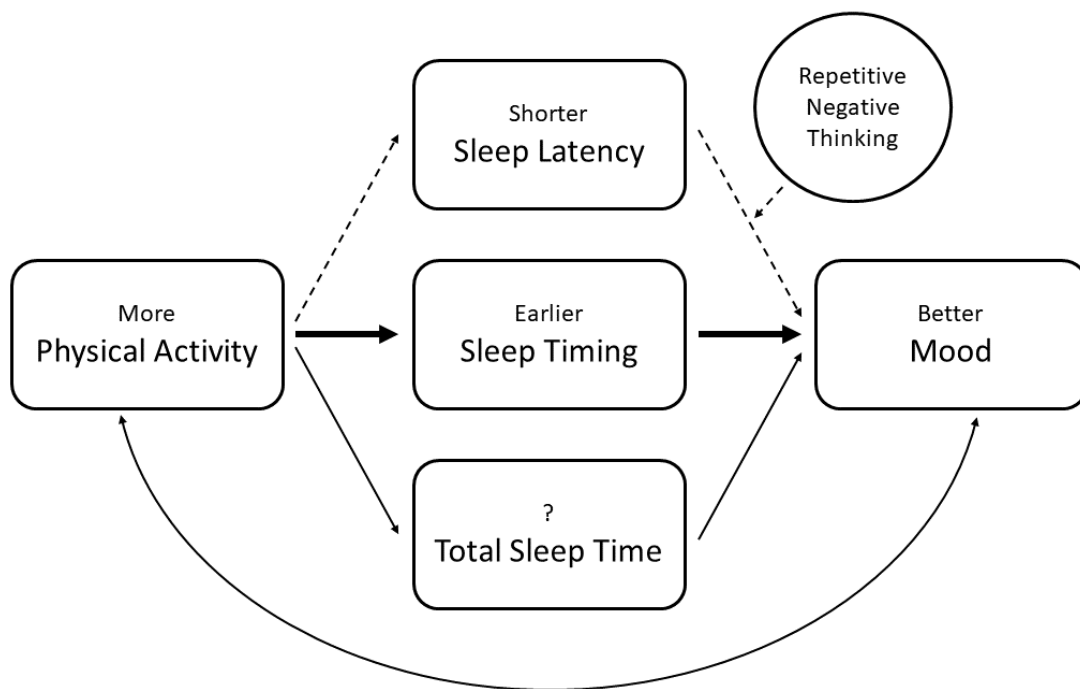 Repetitive
Negative
Thinking
Shorter
Sleep Latency
More
Physical Activity
Earlier
Sleep Timing
Better
Mood
?
Total Sleep Time